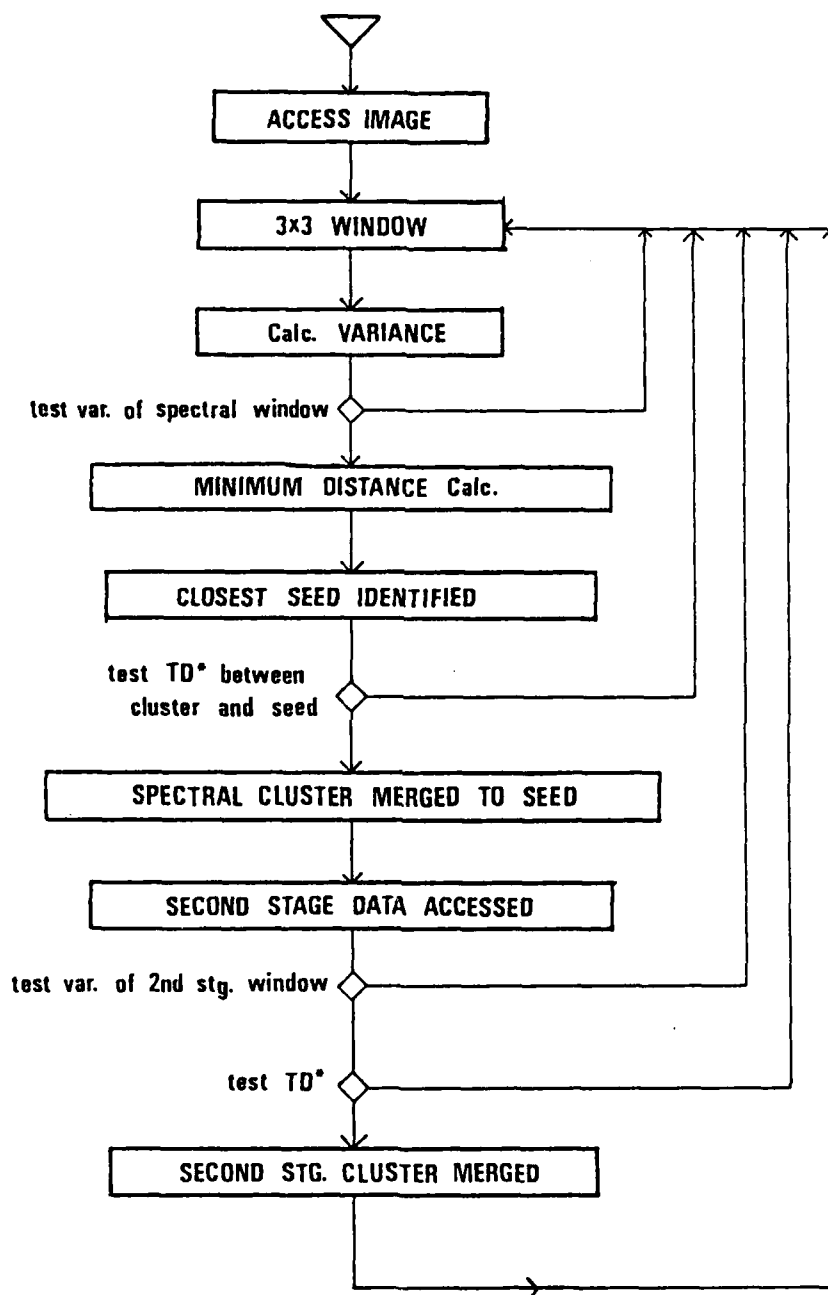 ACCESS IMAGE
3×3 WINDOW
Calc. VARIANCE
test var. of spectral window
MINIMUM DISTANCE Calc.
CLOSEST SEED IDENTIFIED
test TD* between
cluster and seed
SPECTRAL CLUSTER MERGED TO SEED
SECOND STAGE DATA ACCESSED
test var. of 2nd stg. window
test TD*
SECOND STG. CLUSTER MERGED